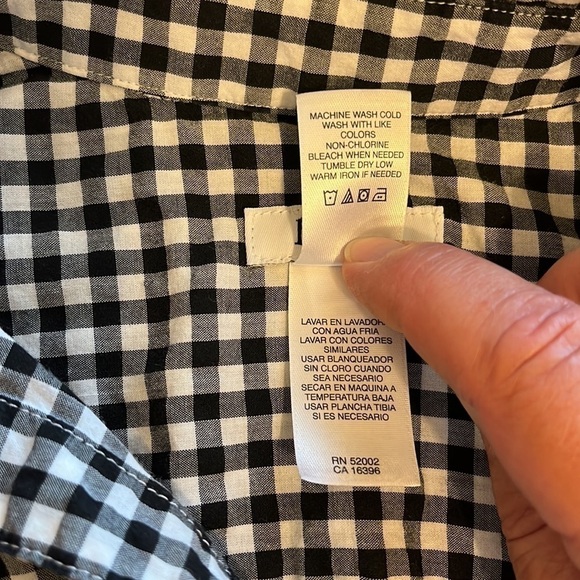 MACHINE WASH COLD
WASH WITH LIKE
COLORS
NON-CHLORINE
BLEACH WHEN NEEDED
TUMBLE DRY LOW
WARM IRON IF NEEDED
LAVAR EN LAVADOR
CON AGUA FRIA
LAVAR CON COLORES
SIMILARES
USAR BLANQUEADOR
SIN CLORO CUANDO
SEA NECESARIO
SECAR EN MAQUINA A
TEMPERATURA BAJA
USAR PLANCHA TIBIA
SI ES NECESARIO
RN 52002
CA 16396